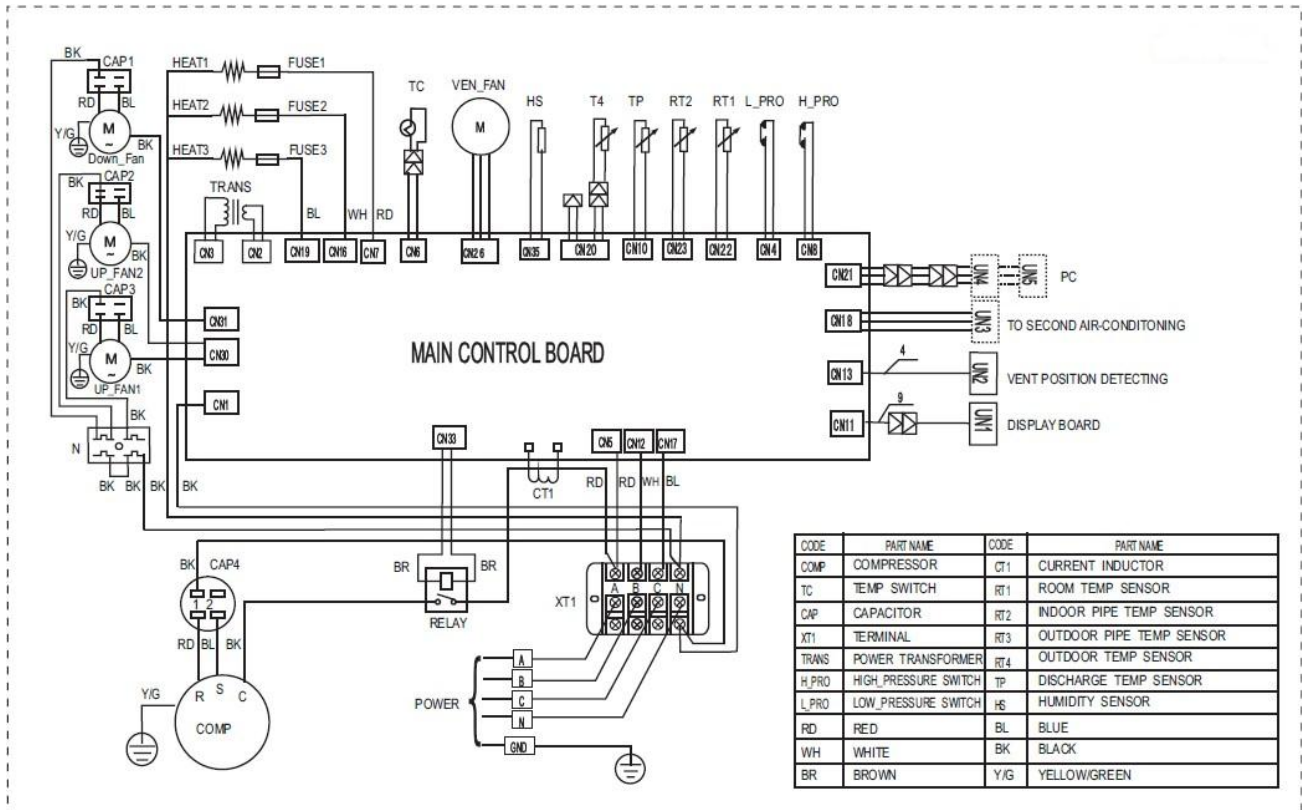 BK
CAP1
RD
BL
Y/G
M
~
BK
Down_Fan
CAP2
BK
RD
BL
Y/G
M
~
BK
UP_FAN2
CAP3
BK
RD
BL
Y/G
M
~
BK
UP_FAN1
BK
N
BK
BK
BK
BK
HEAT1
FUSE1
HEAT2
FUSE2
HEAT3
FUSE3
TRANS
BL
WH
RD
TC
VEN_FAN
M
HS
T4
TP
RT2
RT1
L_PRO
H_PRO
CN3
CN2
CN19
CN16
CN7
CN6
CN26
CN35
CN20
CN10
CN23
CN22
CN4
CN8
CN31
CN30
CN1
MAIN CONTROL BOARD
CN21
UN4
UN5
PC
CN18
UN3
TO SECOND AIR-CONDITONING
CN13
4
UN2
VENT POSITION DETECTING
CN11
9
UN1
DISPLAY BOARD
CN33
CT1
CN5
CN12
CN17
RD
RD
WH
BL
BK
CAP4
1 2
RD
BL
BK
R
S
C
Y/G
COMP
BR
BR
RELAY
XT1
A
B
C
N
POWER
A
B
C
N
GND
CODE PART NAME CODE PART NAME
COMP COMPRESSOR CT1 CURRENT INDUCTOR
TC TEMP SWITCH RT1 ROOM TEMP SENSOR
CAP CAPACITOR RT2 INDOOR PIPE TEMP SENSOR
XT1 TERMINAL RT3 OUTDOOR PIPE TEMP SENSOR
TRANS POWER TRANSFORMER RT4 OUTDOOR TEMP SENSOR
H_PRO HIGH_PRESSURE SWITCH TP DISCHARGE TEMP SENSOR
L_PRO LOW_PRESSURE SWITCH HS HUMIDITY SENSOR
RD RED BL BLUE
WH WHITE BK BLACK
BR BROWN Y/G YELLOW/GREEN